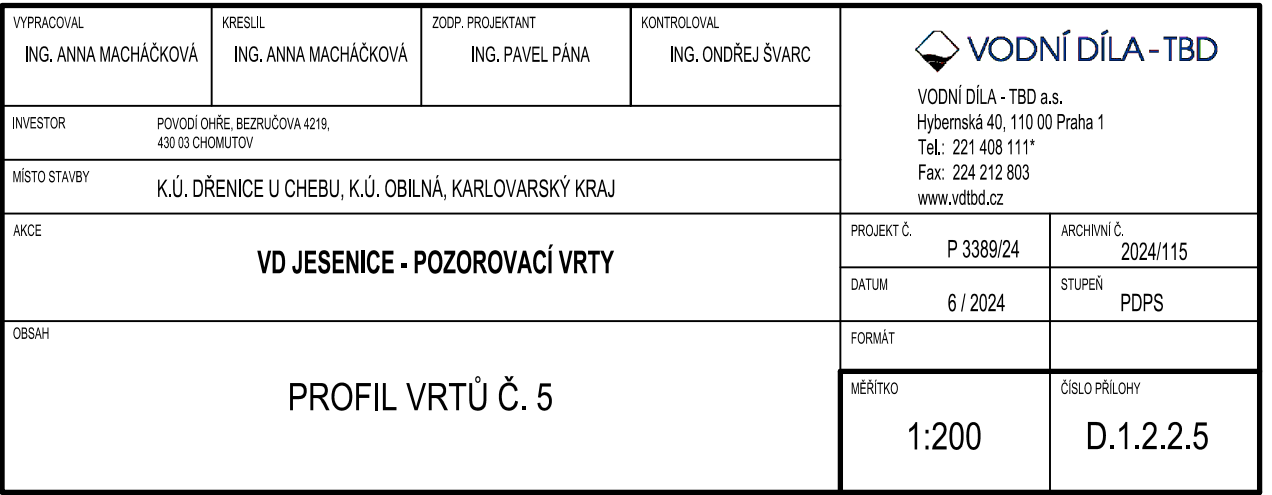 VYPRACOVAL
ING. ANNA MACHÁČKOVÁ
KRESLIL
ING. ANNA MACHÁČKOVÁ
ZODP. PROJEKTANT
ING. PAVEL PÁNA
KONTROLOVAL
ING. ONDŘEJ ŠVARC
VODNÍ DÍLA - TBD
VODNÍ DÍLA - TBD a.s.
Hybernská 40, 110 00 Praha 1
Tel.: 221 408 111*
Fax: 224 212 803
www.vdtbd.cz
INVESTOR
POVODÍ OHŘE, BEZRUČOVA 4219,
430 03 CHOMUTOV
MÍSTO STAVBY
K.Ú. DŘENICE U CHEBU, K.Ú. OBILNÁ, KARLOVARSKÝ KRAJ
AKCE
VD JESENICE - POZOROVACÍ VRTY
PROJEKT Č.
P 3389/24
ARCHIVNÍ Č.
2024/115
DATUM
6 / 2024
STUPEŇ
PDPS
OBSAH
PROFIL VRTŮ Č. 5
FORMÁT
MĚŘÍTKO
1:200
ČÍSLO PŘÍLOHY
D.1.2.2.5